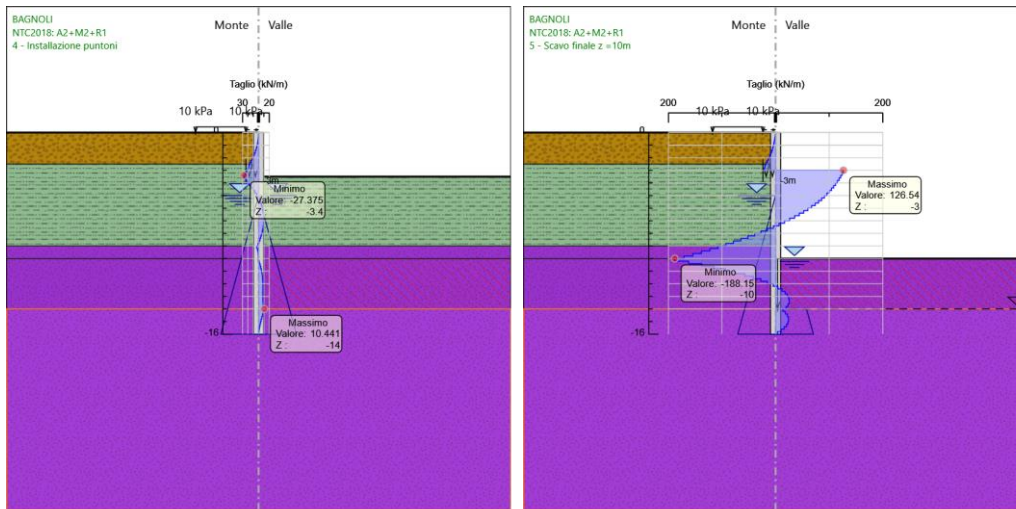 BAGNOLI
NTC2018: A2+M2+R1
4 - Installazione puntoni
Monte
Valle
Taglio (kN/m)
30
20
10 kPa
10 kPa
0
-3m
Minimo
Valore: -27.375
Z : -3.4
Massimo
Valore: 10.441
Z : -14
-16
BAGNOLI
NTC2018: A2+M2+R1
5 - Scavo finale z =10m
Monte
Valle
Taglio (kN/m)
200
200
10 kPa
10 kPa
0
-3m
Massimo
Valore: 126.54
Z : -3
Minimo
Valore: -188.15
Z : -10
-16